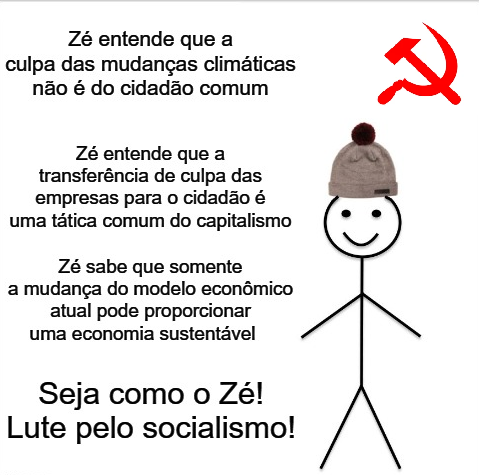 Zé entende que a
culpa das mudanças climáticas
não é do cidadão comum
Zé entende que a
transferência de culpa das
empresas para o cidadão é
uma tática comum do capitalismo
Zé sabe que somente
a mudança do modelo econômico
atual pode proporcionar
uma economia sustentável
Seja como o Zé!
Lute pelo socialismo!